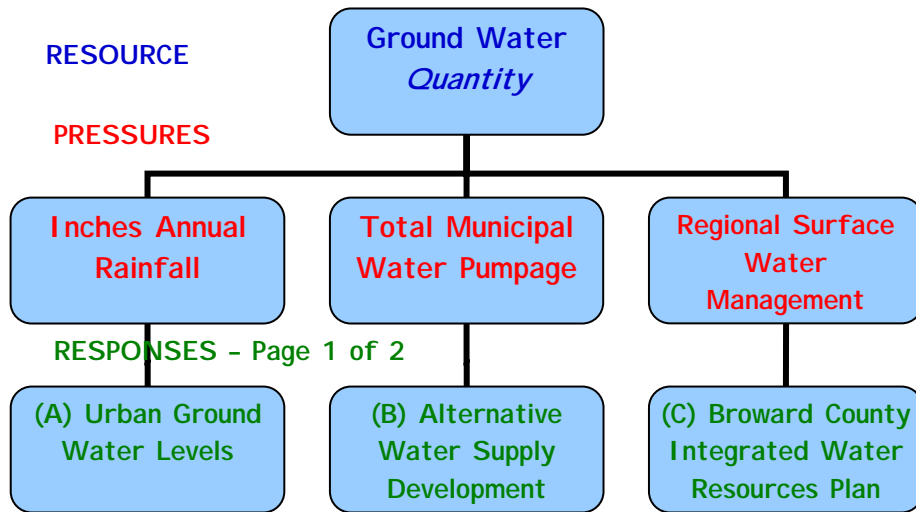 RESOURCE
Ground Water
Quantity
PRESSURES
Inches Annual
Rainfall
Total Municipal
Water Pumpage
Regional Surface
Water
Management
RESPONSES – Page 1 of 2
(A) Urban Ground
Water Levels
(B) Alternative
Water Supply
Development
(C) Broward County
Integrated Water
Resources Plan